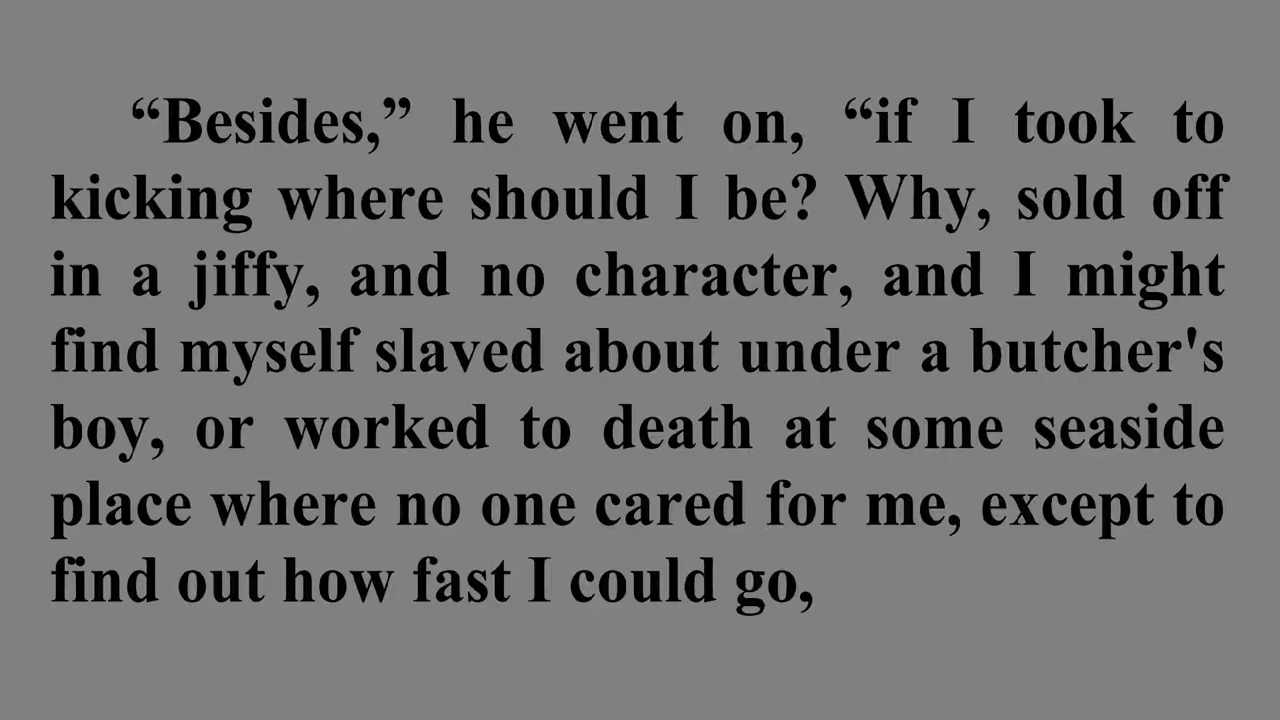 “Besides,” he went on, “if I took to
kicking where should I be? Why, sold off
in a jiffy, and no character, and I might
find myself slaved about under a butcher's
boy, or worked to death at some seaside
place where no one cared for me, except to
find out how fast I could go,